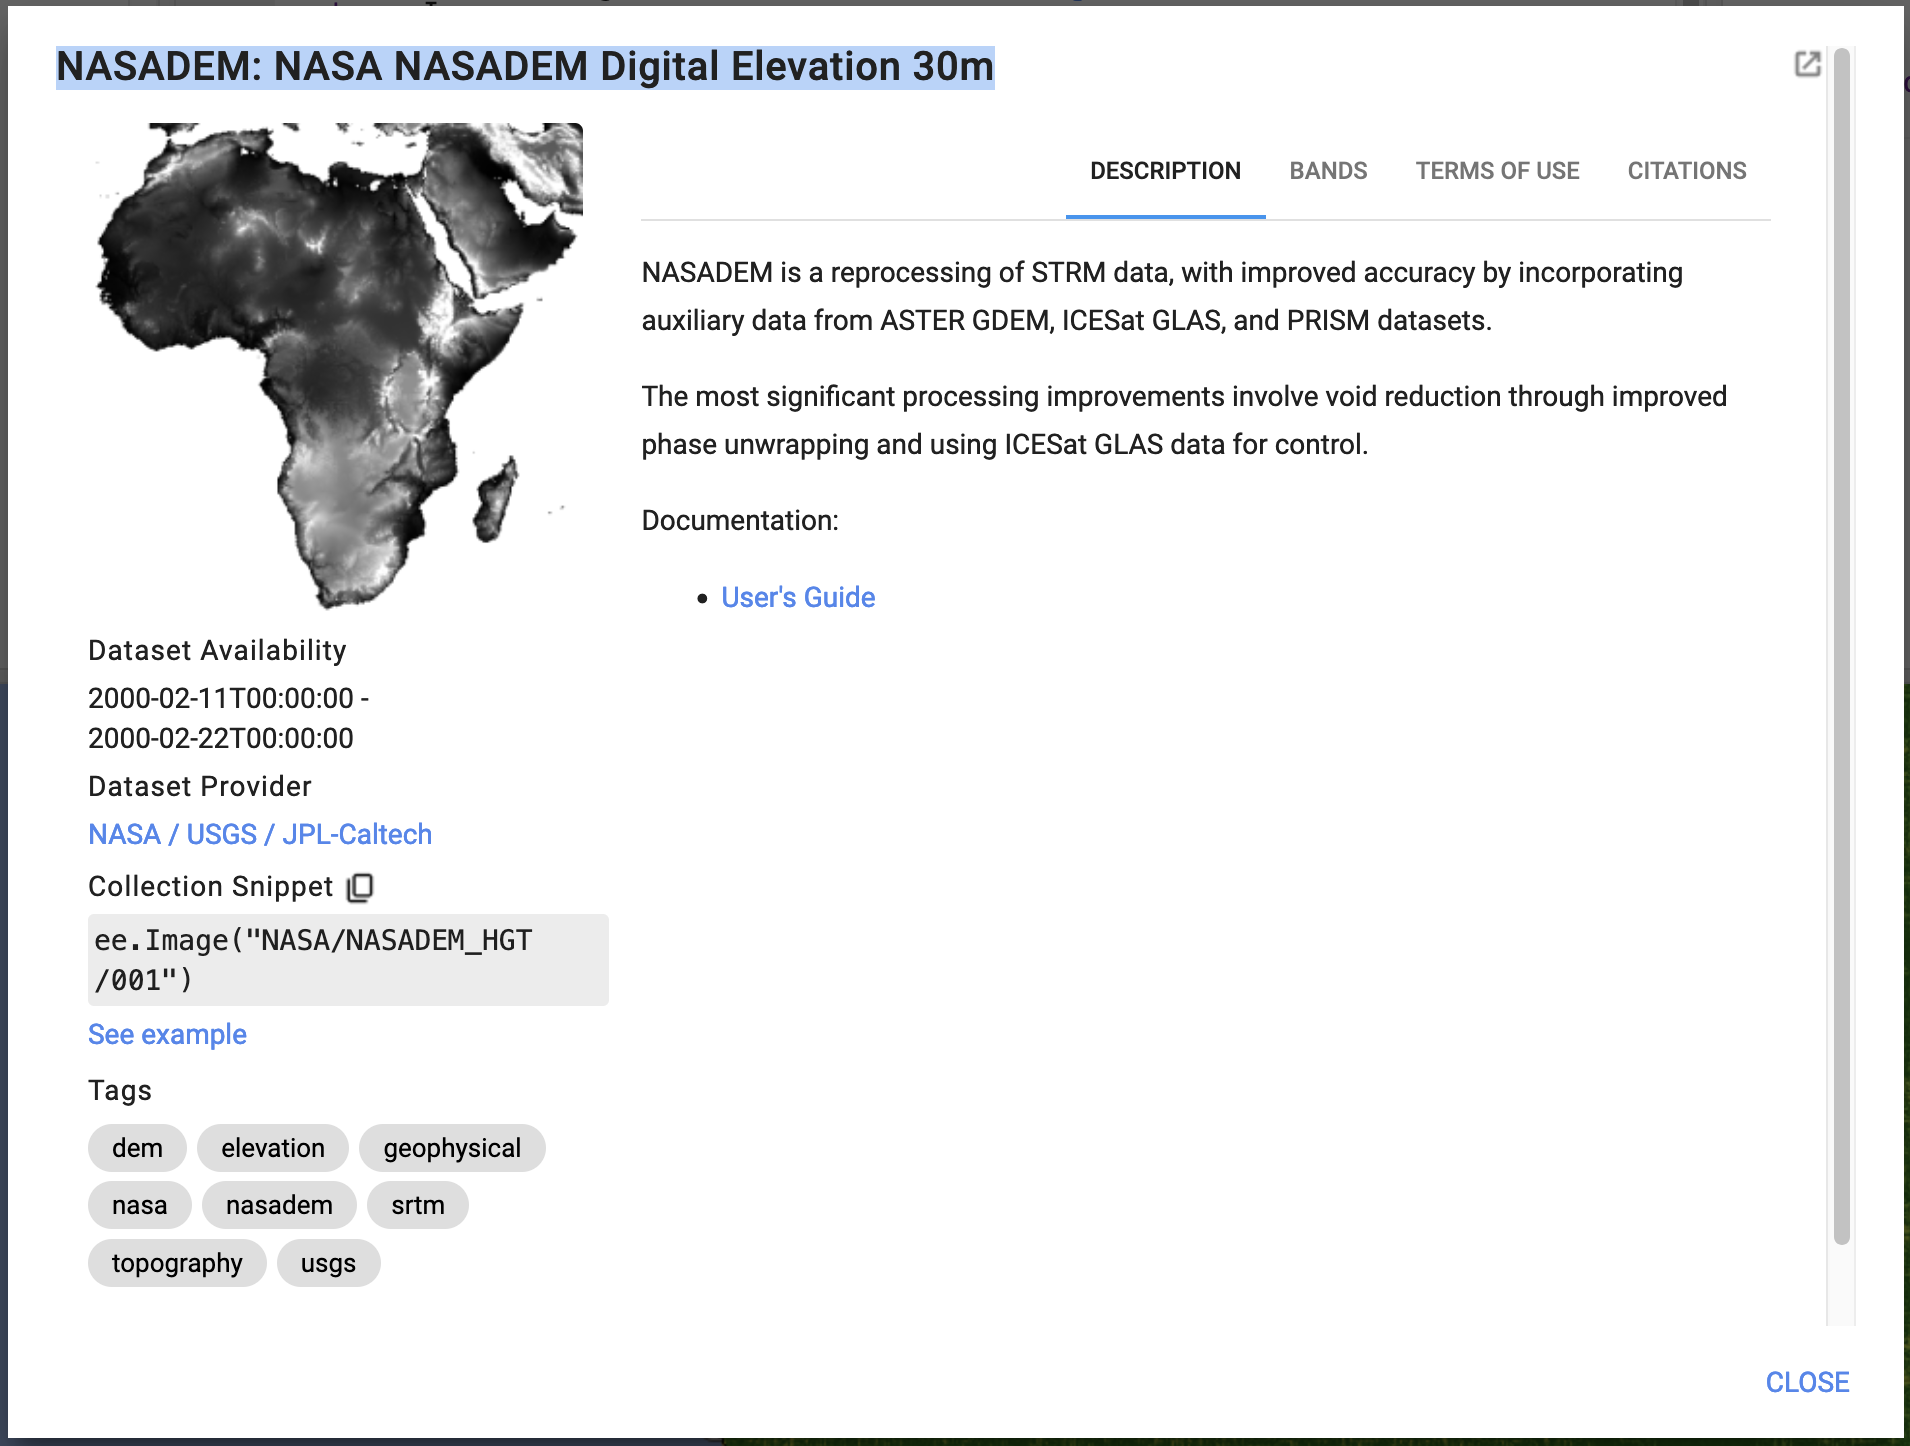 NASADEM: NASA NASADEM Digital Elevation 30m
DESCRIPTION BANDS TERMS OF USE CITATIONS
NASADEM is a reprocessing of STRM data, with improved accuracy by incorporating
auxiliary data from ASTER GDEM, ICESat GLAS, and PRISM datasets.
The most significant processing improvements involve void reduction through improved
phase unwrapping and using ICESat GLAS data for control.
Documentation:
• User's Guide
Dataset Availability
2000-02-11T00:00:00 -
2000-02-22T00:00:00
Dataset Provider
NASA / USGS / JPL-Caltech
Collection Snippet
ee.Image("NASA/NASADEM_HGT
/001")
See example
Tags
dem elevation geophysical
nasa nasadem srtm
topography usgs
CLOSE